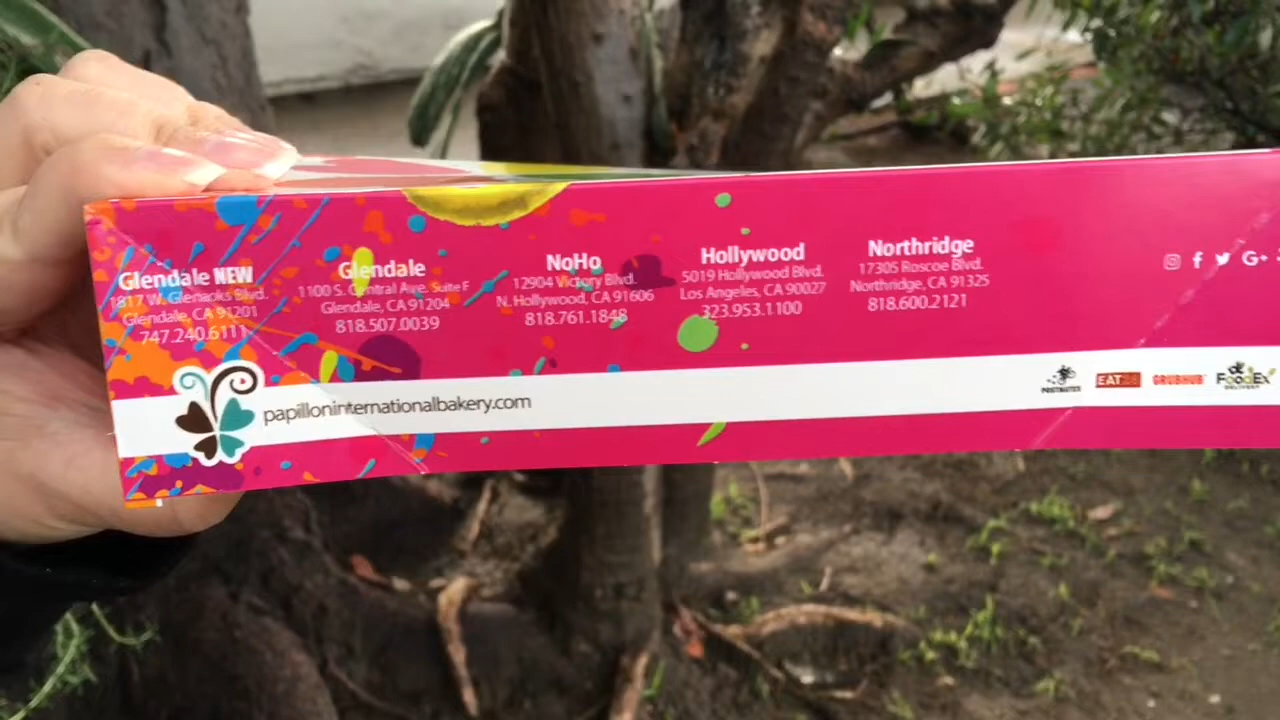 Glendale NEW
1817 W. Glenoaks Blvd.
Glendale, CA 91201
747.240.6111
Glendale
1100 S. Central Ave. Suite F
Glendale, CA 91204
818.507.0039
NoHo
12904 Victory Blvd.
N. Hollywood, CA 91606
818.761.1848
Hollywood
5019 Hollywood Blvd.
Los Angeles, CA 90027
323.953.1100
Northridge
17305 Roscoe Blvd.
Northridge, CA 91325
818.600.2121
papilloninternationalbakery.com
POSTMATES
EAT24
GRUBHUB
FoodEx
DELIVERY